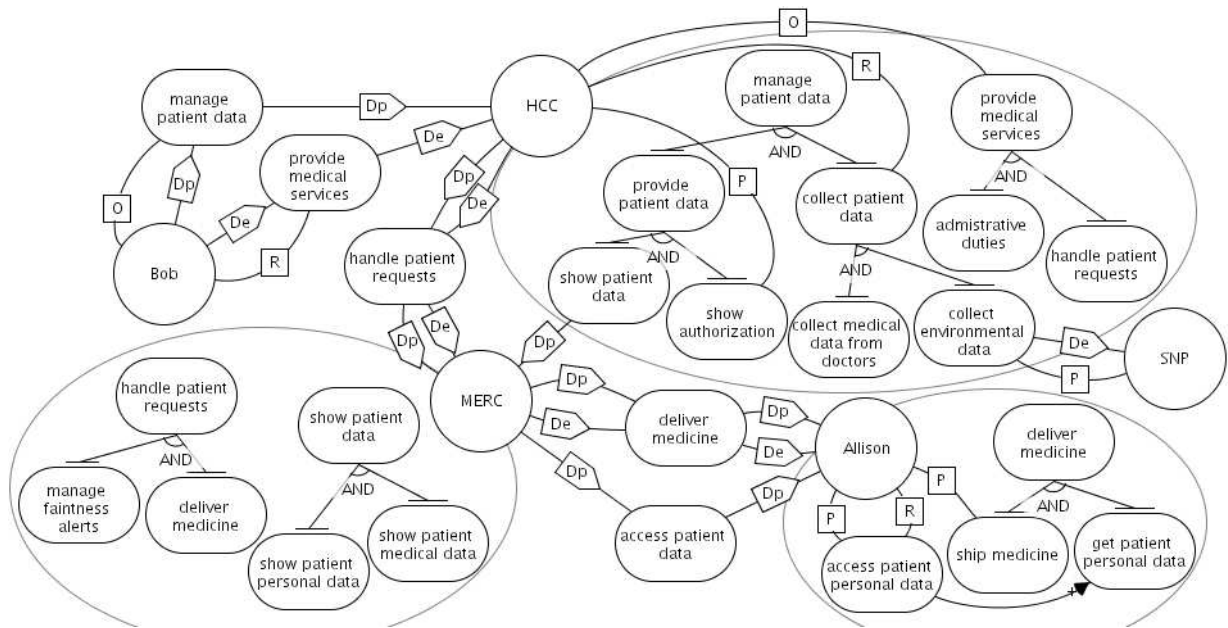 O
HCC
R
manage
patient data
Dp
manage
patient data
provide
medical
services
De
provide
medical
services
AND
AND
Dp
Dp
De
P
provide
patient data
collect patient
data
admistrative
duties
O
De
AND
Bob
R
handle patient
requests
show patient
data
AND
handle patient
requests
show
authorization
collect medical
data from
doctors
collect
environmental
data
Dp
De
Dp
De
P
SNP
handle patient
requests
MERC
Dp
Dp
show patient
data
De
deliver
medicine
De
Allison
deliver
medicine
AND
Dp
Dp
P
AND
AND
manage
faintness
alerts
deliver
medicine
P
R
show patient
medical data
access patient
data
ship medicine
get patient
personal data
show patient
personal data
access patient
personal data
+